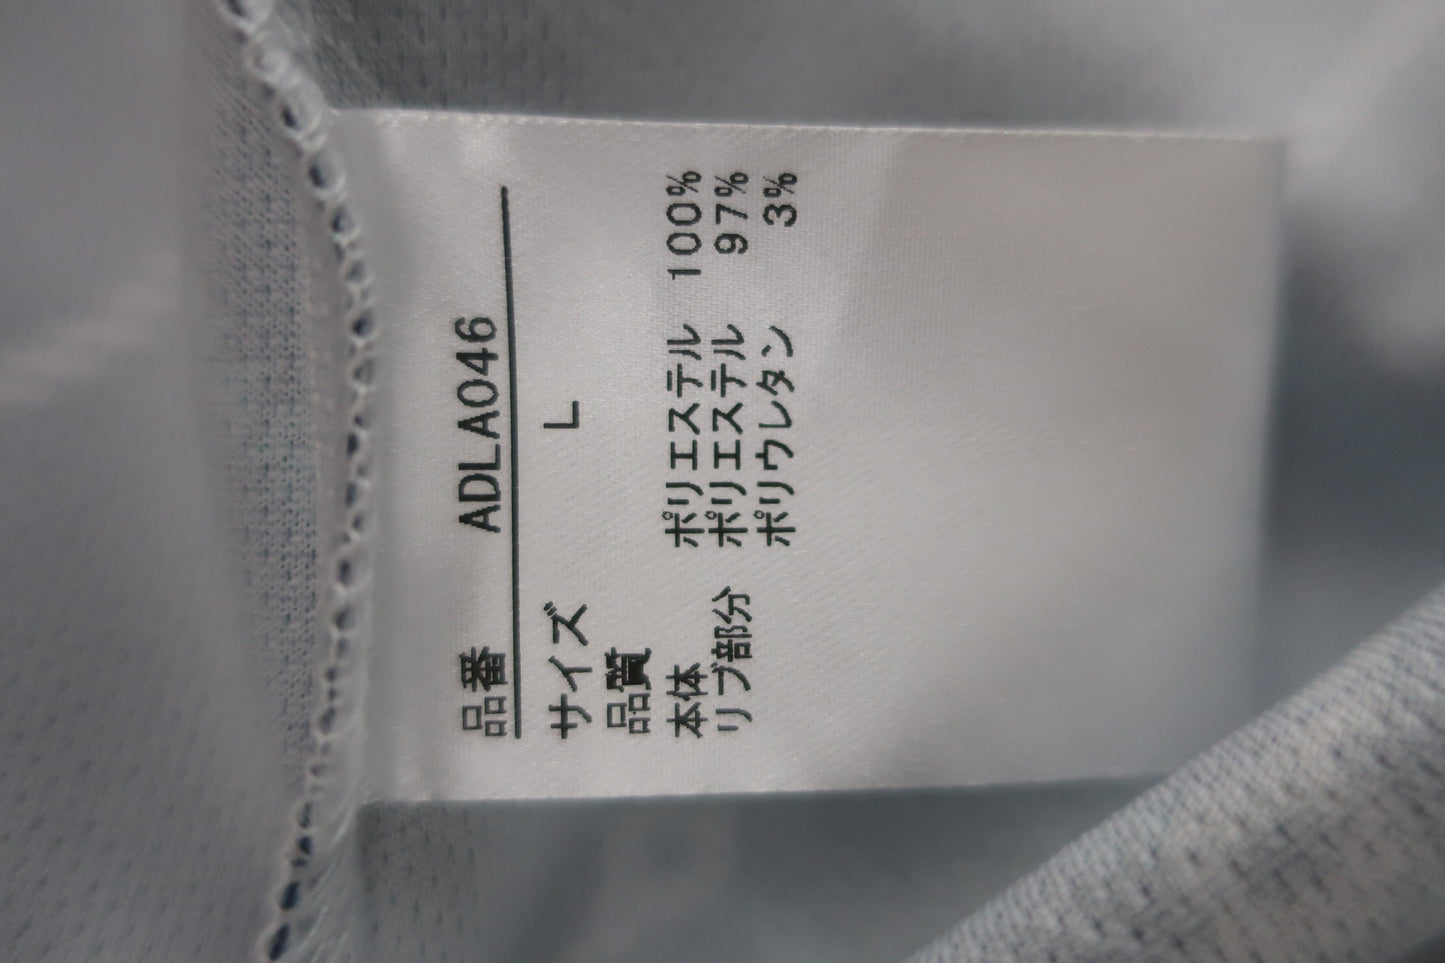 品番 ADLA046
サイズ L
品質
本体 ポリエステル 100%
リブ部分 ポリエステル 97%
ポリウレタン 3%